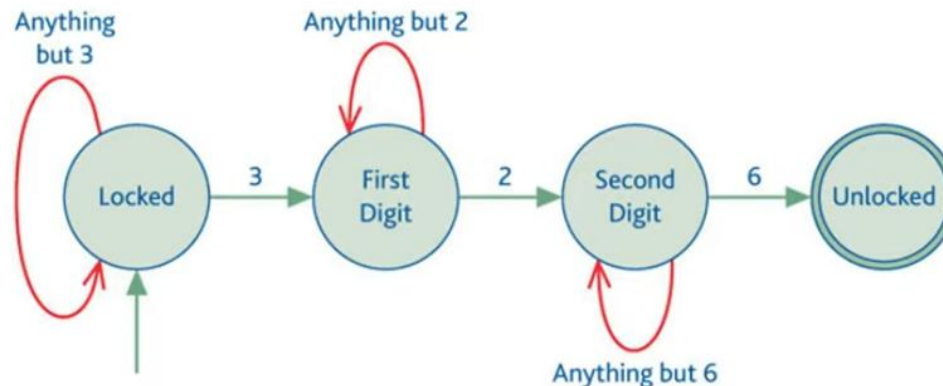 Anything
but 3
Anything but 2
Locked
3
First
Digit
2
Second
Digit
6
Unlocked
Anything but 6